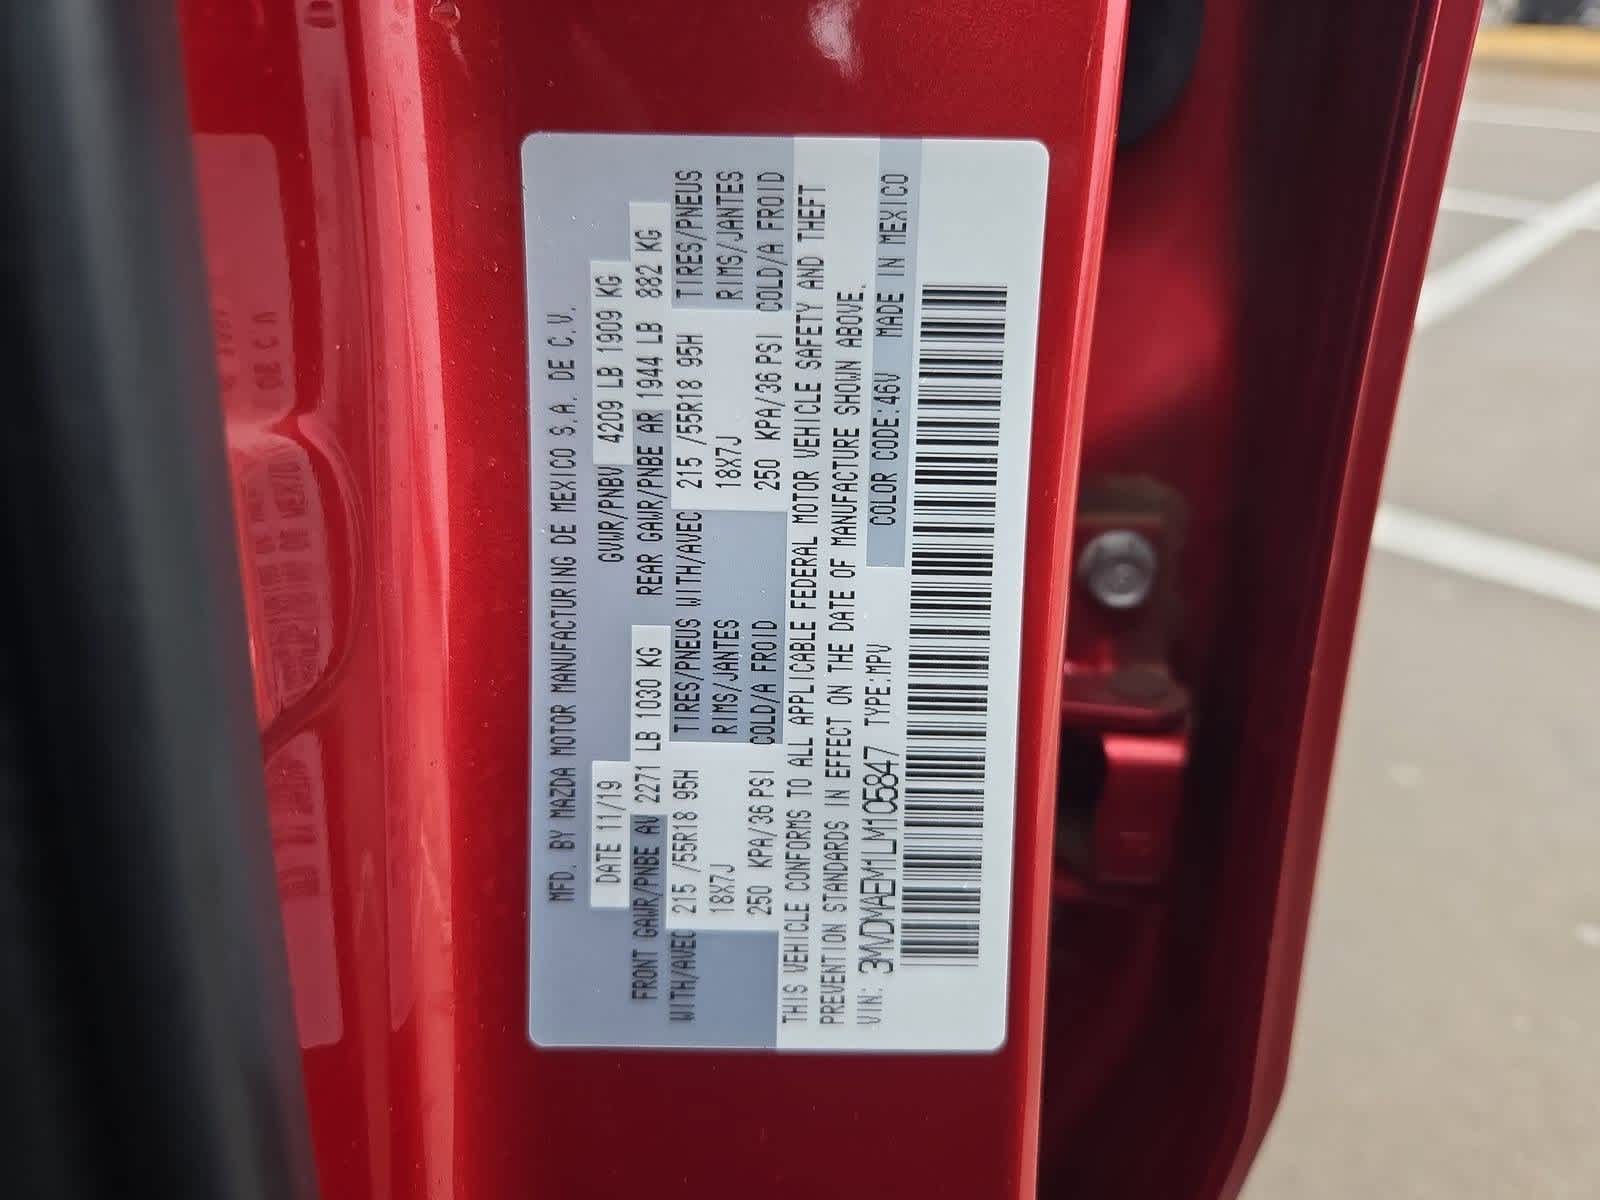 MFD. BY MAZDA MOTOR MANUFACTURING DE MEXICO S.A. DE C.V.
DATE 11/19 GVWR/PNBV 4209 LB 1909 KG
FRONT GAWR/PNBE AV 2271 LB 1030 KG REAR GAWR/PNBE AR 1944 LB 882 KG
WITH/AVEC 215 /55R18 95H TIRES/PNEUS WITH/AVEC 215 /55R18 95H TIRES/PNEUS
18X7J RIMS/JANTES 18X7J RIMS/JANTES
250 KPA/36 PSI COLD/A FROID 250 KPA/36 PSI COLD/A FROID
THIS VEHICLE CONFORMS TO ALL APPLICABLE FEDERAL MOTOR VEHICLE SAFETY AND THEFT
PREVENTION STANDARDS IN EFFECT ON THE DATE OF MANUFACTURE SHOWN ABOVE.
VIN: 3MVDMAEM1LM105847 TYPE:MPV COLOR CODE:46V MADE IN MEXICO